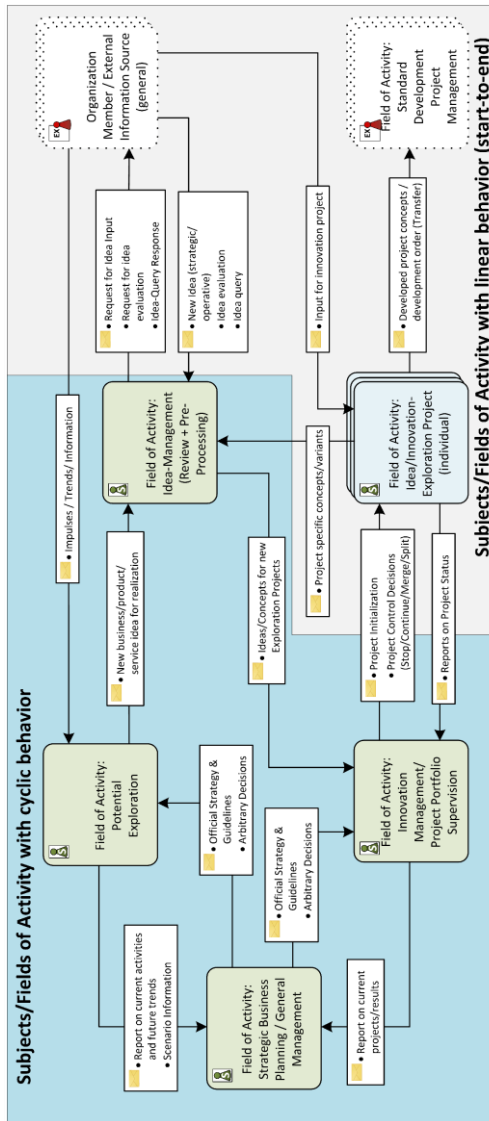 Subjects/Fields of Activity with cyclic behavior
Field of Activity:
Potential
Exploration
• Impulses / Trends/ Information
EX
Organization
Member / External
Information Source
(general)
• Report on current activities
and future trends
• Scenario Information
• New business/product/
service idea for realization
• Request for Idea Input
• Request for idea
evaluation
• Idea-Query Response
• Official Strategy &
Guidelines
• Arbitrary Decisions
Field of Activity:
Idea-Management
(Review + Pre-
Processing)
• New Idea (strategic/
operative)
• Idea evaluation
• Idea query
Field of Activity:
Strategic Business
Planning / General
Management
• Official Strategy &
Guidelines
• Arbitrary Decisions
• Ideas/Concepts for new
Exploration Projects
• Project specific concepts/variants
• Input for innovation project
• Report on current
projects/results
Field of Activity:
Innovation
Management/
Project Portfolio
Supervision
• Project Initialization
• Project Control Decisions
(Stop/Continue/Merge/Split)
• Reports on Project Status
Field of Activity:
Idea/Innovation-
Exploration Project
(individual)
• Developed project concepts /
development order (Transfer)
EX
Field of Activity:
Standard
Development
Project
Management
Subjects/Fields of Activity with linear behavior (start-to-end)